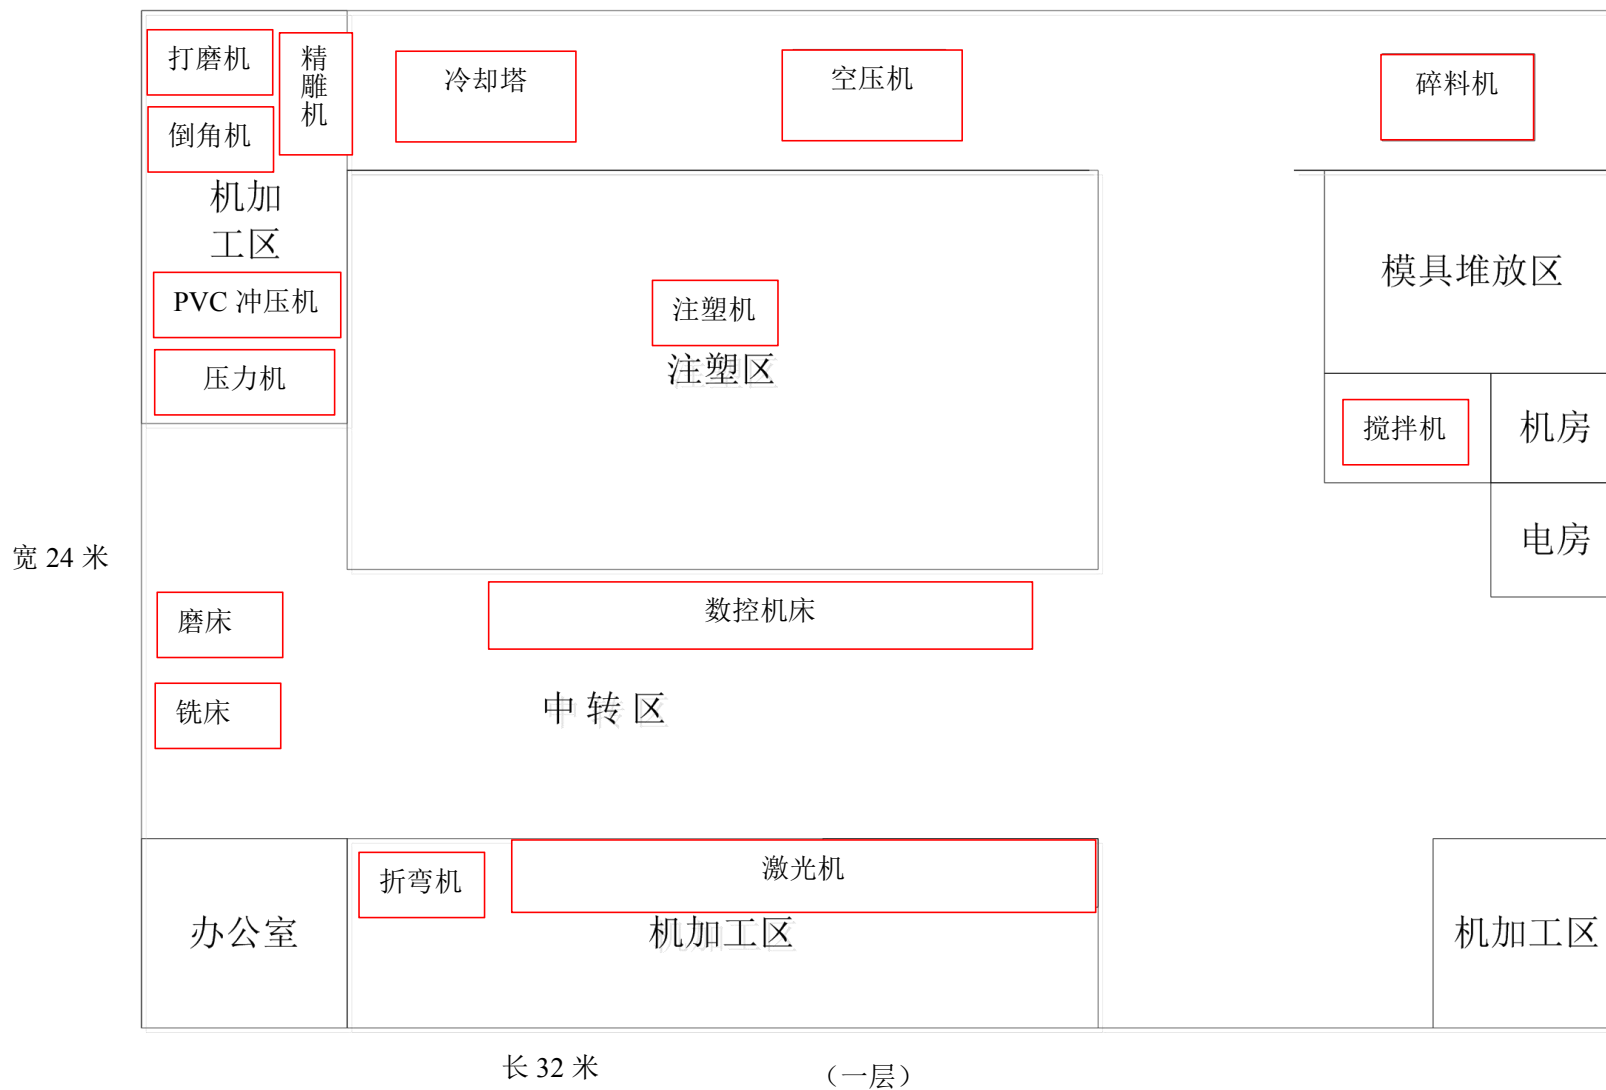 打磨机
精
雕
机
冷却塔
空压机
碎料机
倒角机
机加
工区
PVC 冲压机
压力机
注塑机
注塑区
模具堆放区
搅拌机
机房
电房
宽 24 米
磨床
数控机床
铣床
中 转 区
办公室
折弯机
激光机
机加工区
机加工区
长 32 米
（一层）